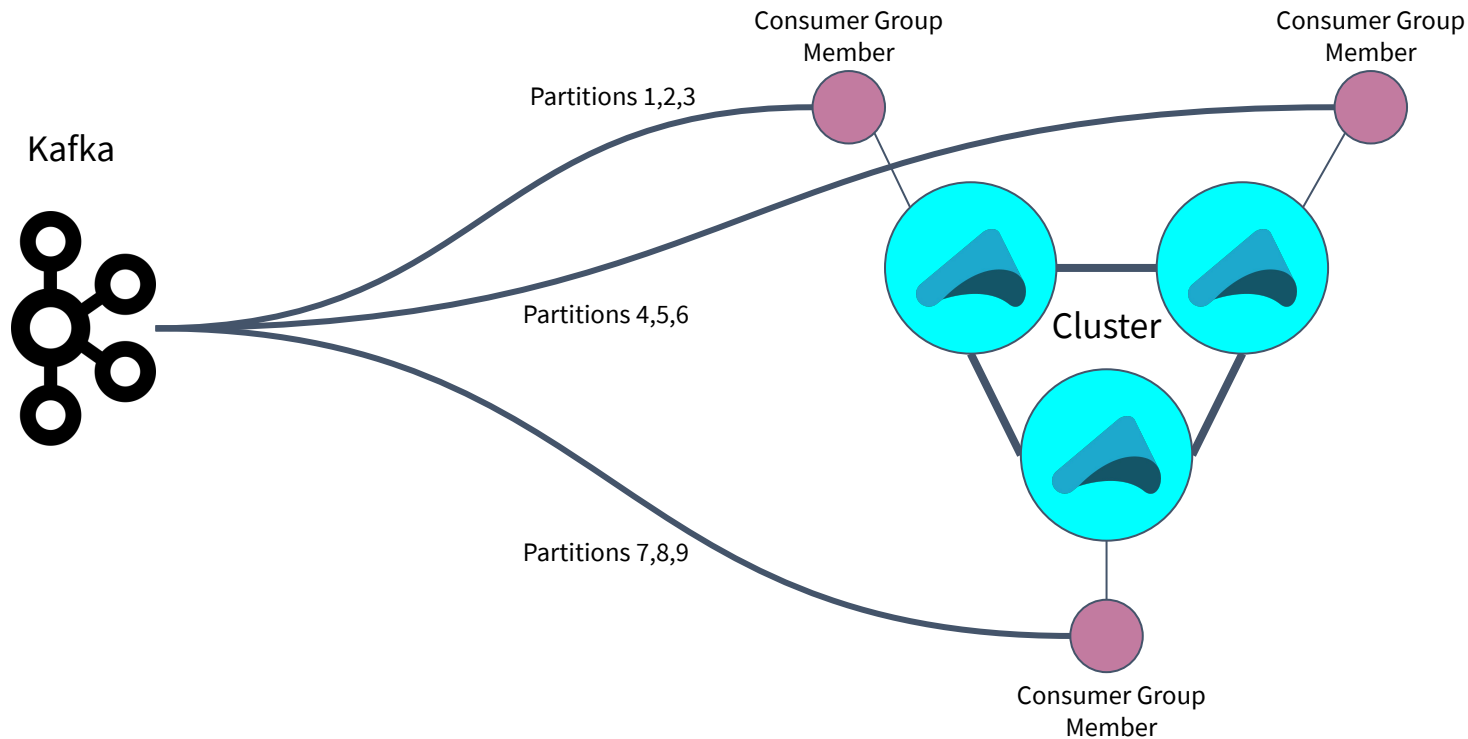 Consumer Group
Member
Consumer Group
Member
Partitions 1,2,3
Kafka
Partitions 4,5,6
Cluster
Partitions 7,8,9
Consumer Group
Member